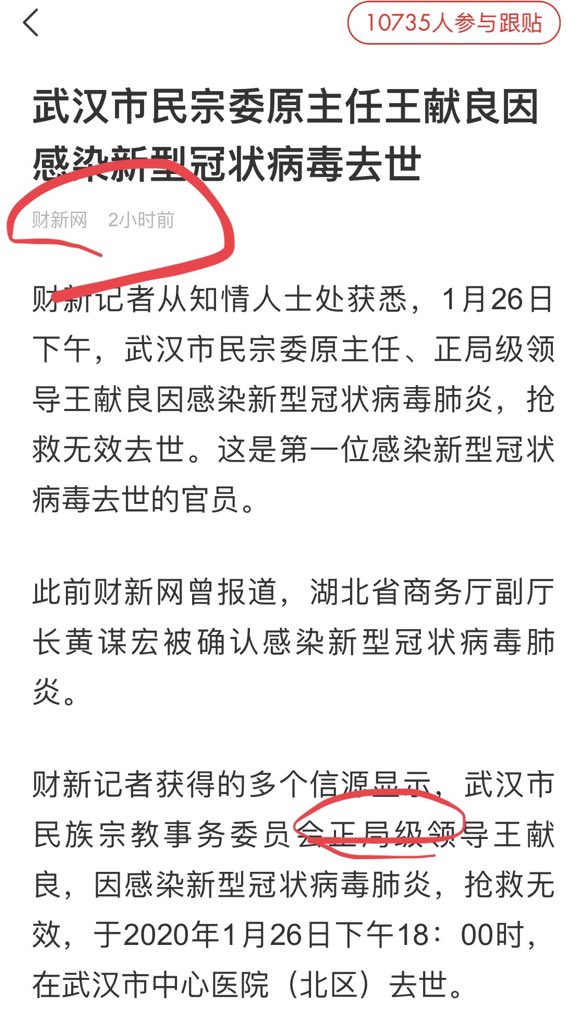 10735人参与跟贴
武汉市民宗委原主任王献良因
感染新型冠状病毒去世
财新网 2小时前
财新记者从知情人士处获悉，1月26日
下午，武汉市民宗委原主任、正局级领
导王献良因感染新型冠状病毒肺炎，抢
救无效去世。这是第一位感染新型冠状
病毒去世的官员。
此前财新网曾报道，湖北省商务厅副厅
长黄谋宏被确认感染新型冠状病毒肺
炎。
财新记者获得的多个信源显示，武汉市
民族宗教事务委员会正局级领导王献
良，因感染新型冠状病毒肺炎，抢救无
效，于2020年1月26日下午18：00时，
在武汉市中心医院（北区）去世。